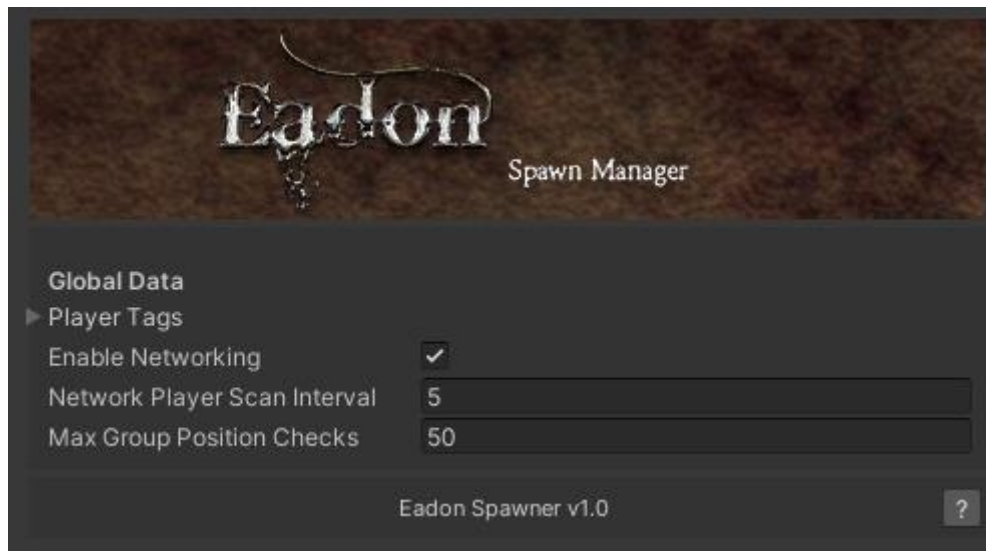 Eadon
Spawn Manager
Global Data
Player Tags
Enable Networking
Network Player Scan Interval 5
Max Group Position Checks 50
Eadon Spawner v1.0 ?